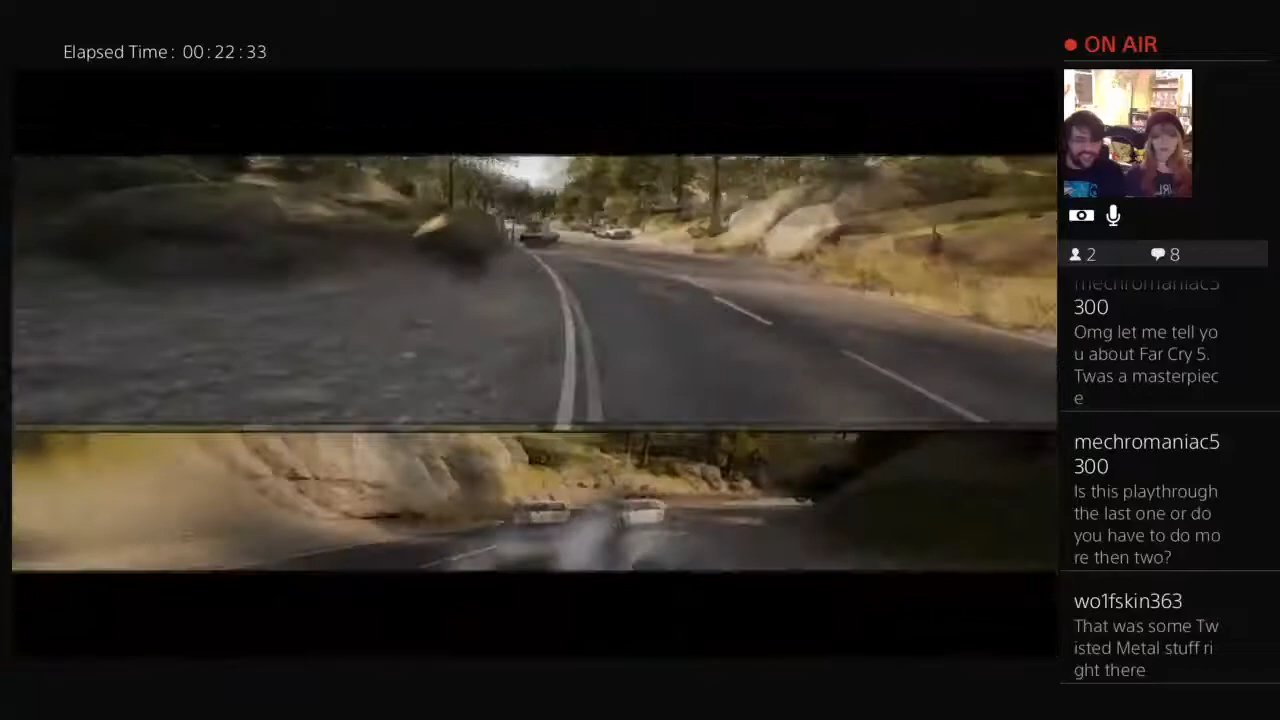 Elapsed Time: 00:22:33
ON AIR
2
8
mechromaniac5
300
Omg let me tell yo
u about Far Cry 5.
Twas a masterpiec
e
mechromaniac5
300
Is this playthrough
the last one or do
you have to do mo
re then two?
wo1fskin363
That was some Tw
isted Metal stuff ri
ght there